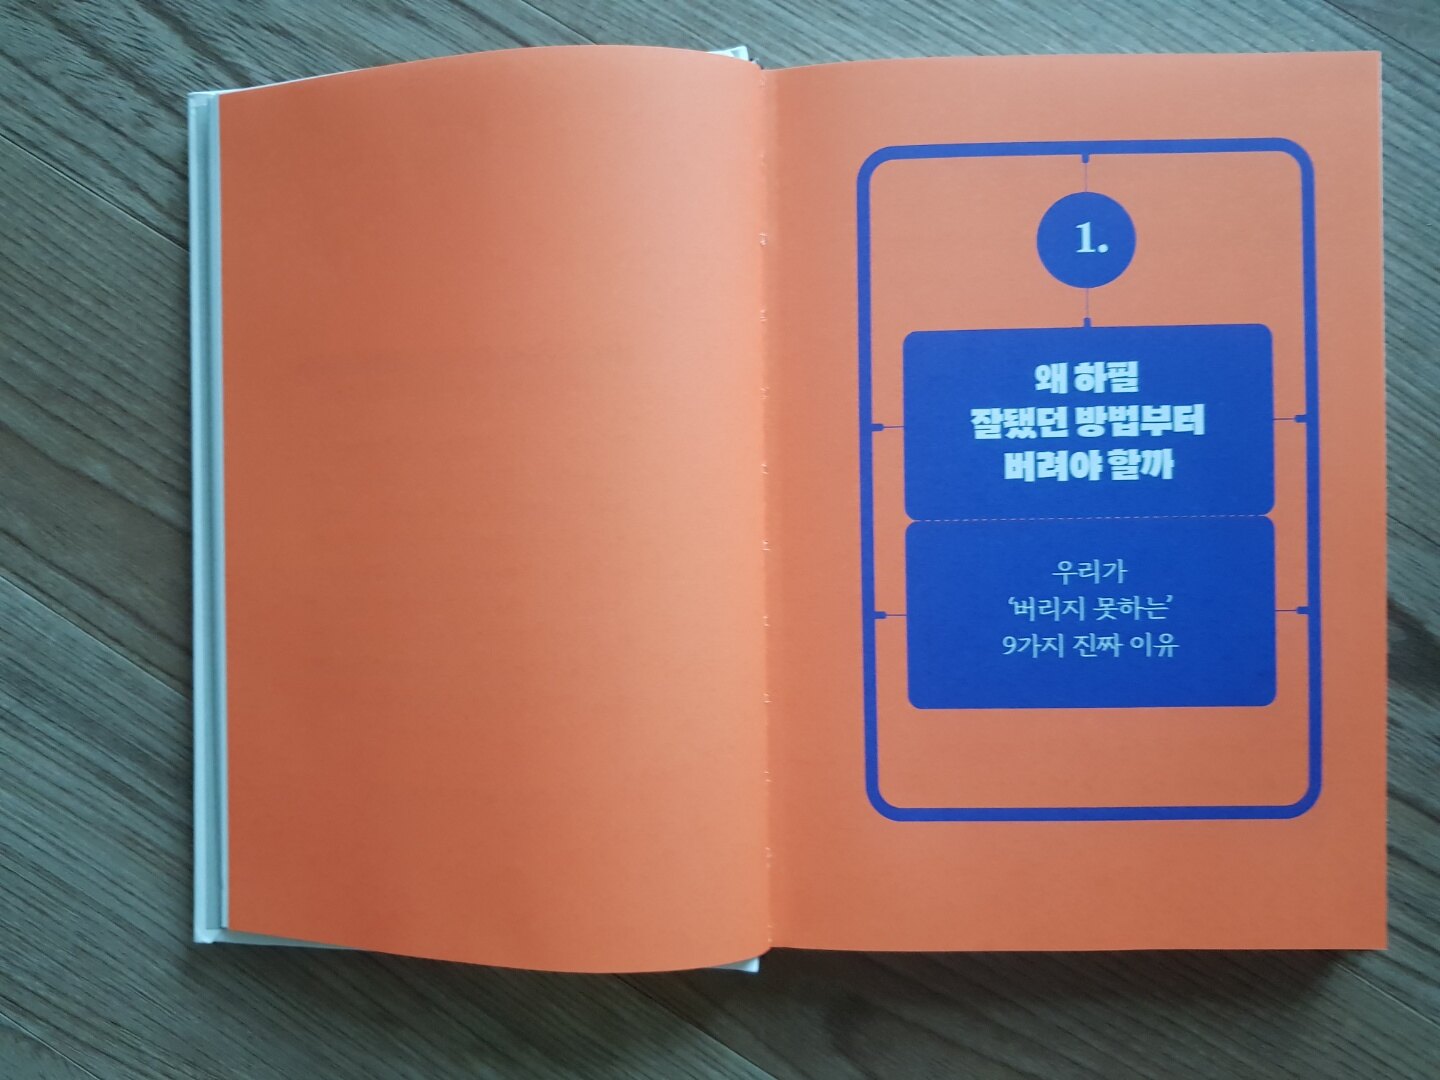 1.
왜 하필
잘됐던 방법부터
버려야 할까
우리가
‘버리지 못하는’
9가지 진짜 이유